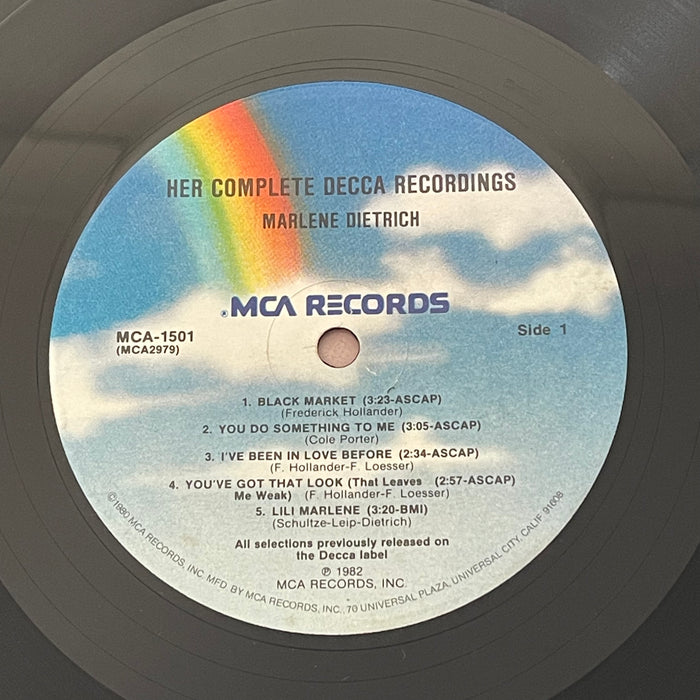 HER COMPLETE DECCA RECORDINGS
MARLENE DIETRICH
®MCA RECORDS
MCA-1501
(MCA2979)
Side 1
1. BLACK MARKET (3:23-ASCAP)
(Frederick Hollander)
2. YOU DO SOMETHING TO ME (3:05-ASCAP)
(Cole Porter)
3. I'VE BEEN IN LOVE BEFORE (2:34-ASCAP)
(F. Hollander-F. Loesser)
4. YOU'VE GOT THAT LOOK (That Leaves (2:57-ASCAP)
Me Weak) (F. Hollander-F. Loesser)
5. LILI MARLENE (3:20-BMI)
(Schultze-Leip-Dietrich)
All selections previously released on
the Decca label
℗ 1982
MCA RECORDS, INC.
©1980 MCA RECORDS, INC. MFD. BY MCA RECORDS, INC., 70 UNIVERSAL PLAZA, UNIVERSAL CITY, CALIF. 91608